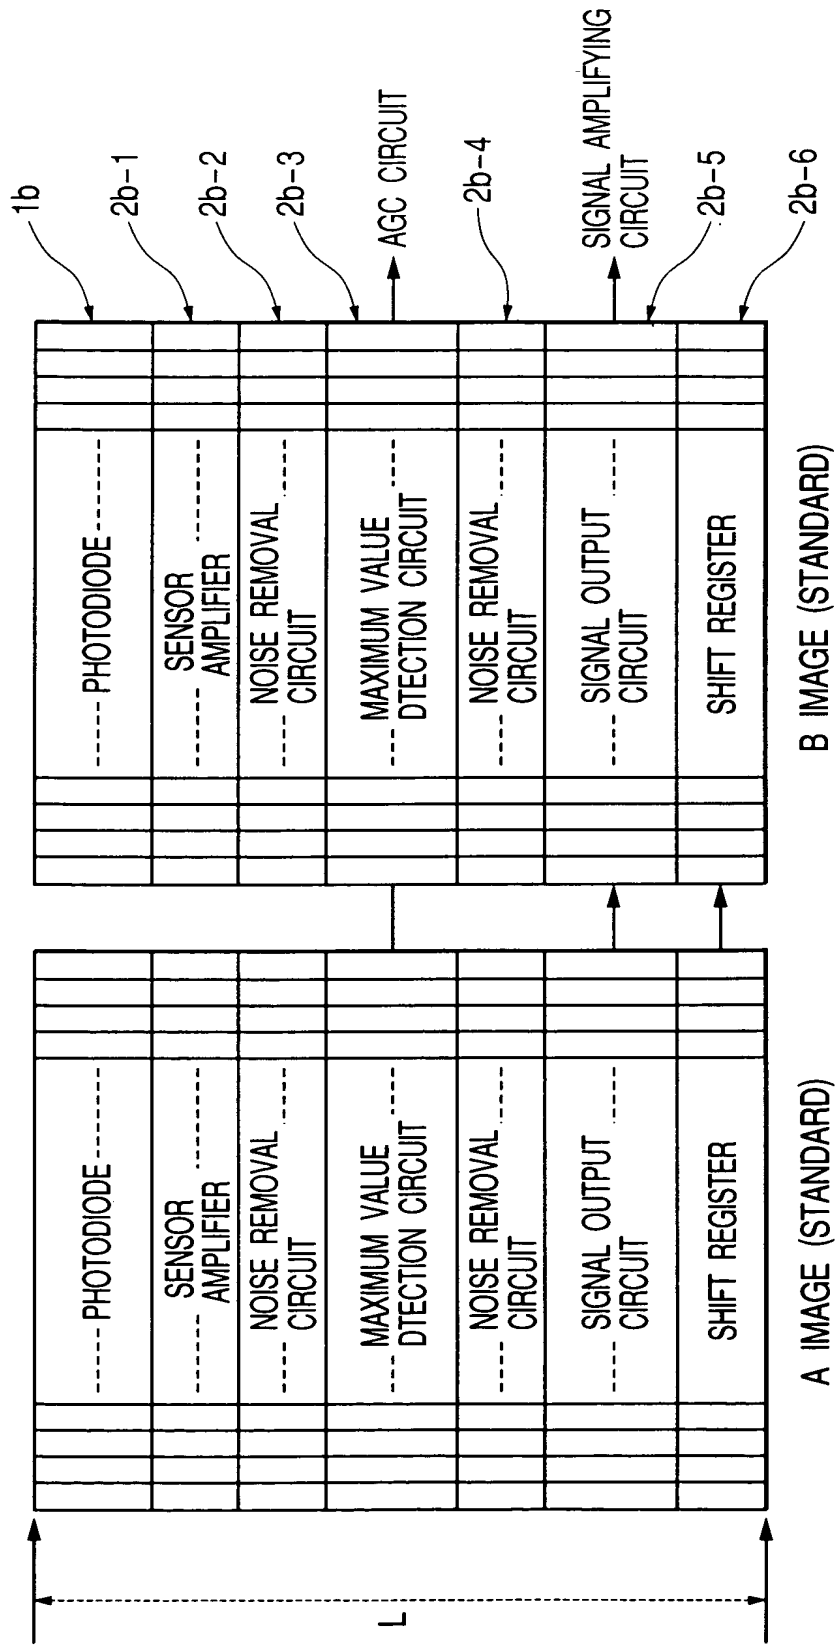 1b
2b-1
2b-2
2b-3
AGC CIRCUIT
2b-4
SIGNAL AMPLIFYING
CIRCUIT
2b-5
2b-6
L
PHOTODIODE
SENSOR
AMPLIFIER
NOISE REMOVAL
CIRCUIT
MAXIMUM VALUE
DTECTION CIRCUIT
NOISE REMOVAL
CIRCUIT
SIGNAL OUTPUT
CIRCUIT
SHIFT REGISTER
A IMAGE (STANDARD)
PHOTODIODE
SENSOR
AMPLIFIER
NOISE REMOVAL
CIRCUIT
MAXIMUM VALUE
DTECTION CIRCUIT
NOISE REMOVAL
CIRCUIT
SIGNAL OUTPUT
CIRCUIT
SHIFT REGISTER
B IMAGE (STANDARD)